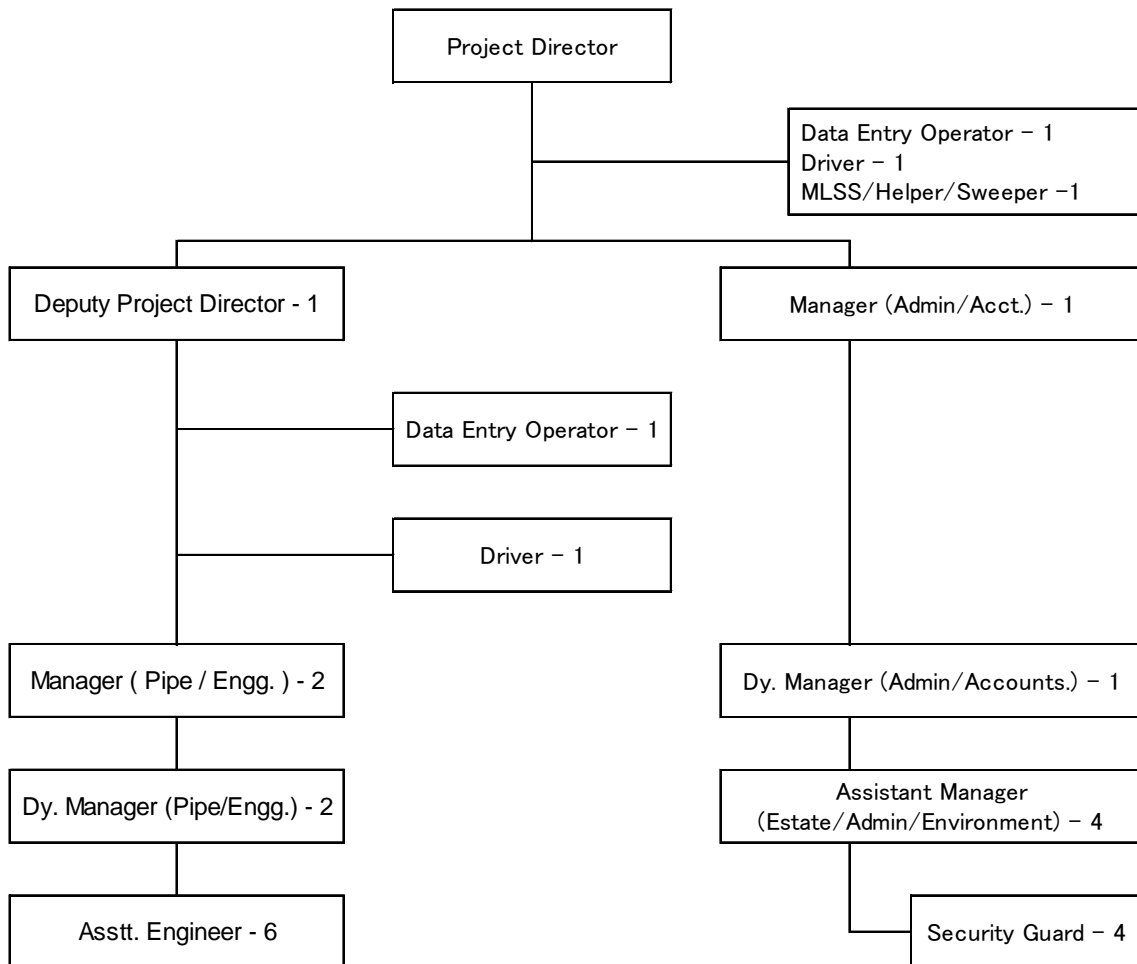 Project Director
Data Entry Operator - 1
Driver - 1
MLSS/Helper/Sweeper -1
Deputy Project Director - 1
Manager (Admin/Acct.) - 1
Data Entry Operator - 1
Driver - 1
Manager ( Pipe / Engg. ) - 2
Dy. Manager (Admin/Accounts.) - 1
Dy. Manager (Pipe/Engg.) - 2
Assistant Manager
(Estate/Admin/Environment) - 4
Asstt. Engineer - 6
Security Guard - 4